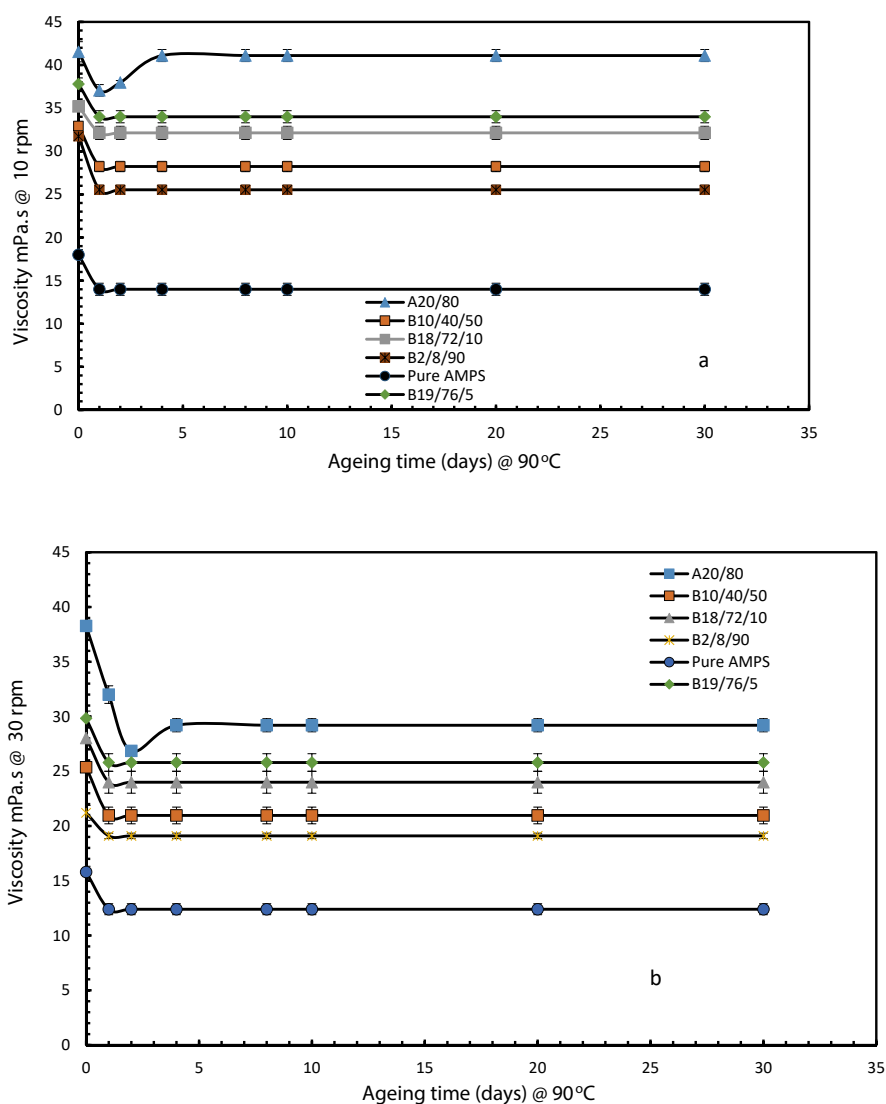 45
40
35
30
25
20
15
10
5
0
Viscosity mPa.s @ 10 rpm
A20/80
B10/40/50
B18/72/10
B2/8/90
Pure AMPS
B19/76/5
a
0 5 10 15 20 25 30 35
Ageing time (days) @ 90°C
45
40
35
30
25
20
15
10
5
0
Viscosity mPa.s @ 30 rpm
A20/80
B10/40/50
B18/72/10
B2/8/90
Pure AMPS
B19/76/5
b
0 5 10 15 20 25 30 35
Ageing time (days) @ 90°C